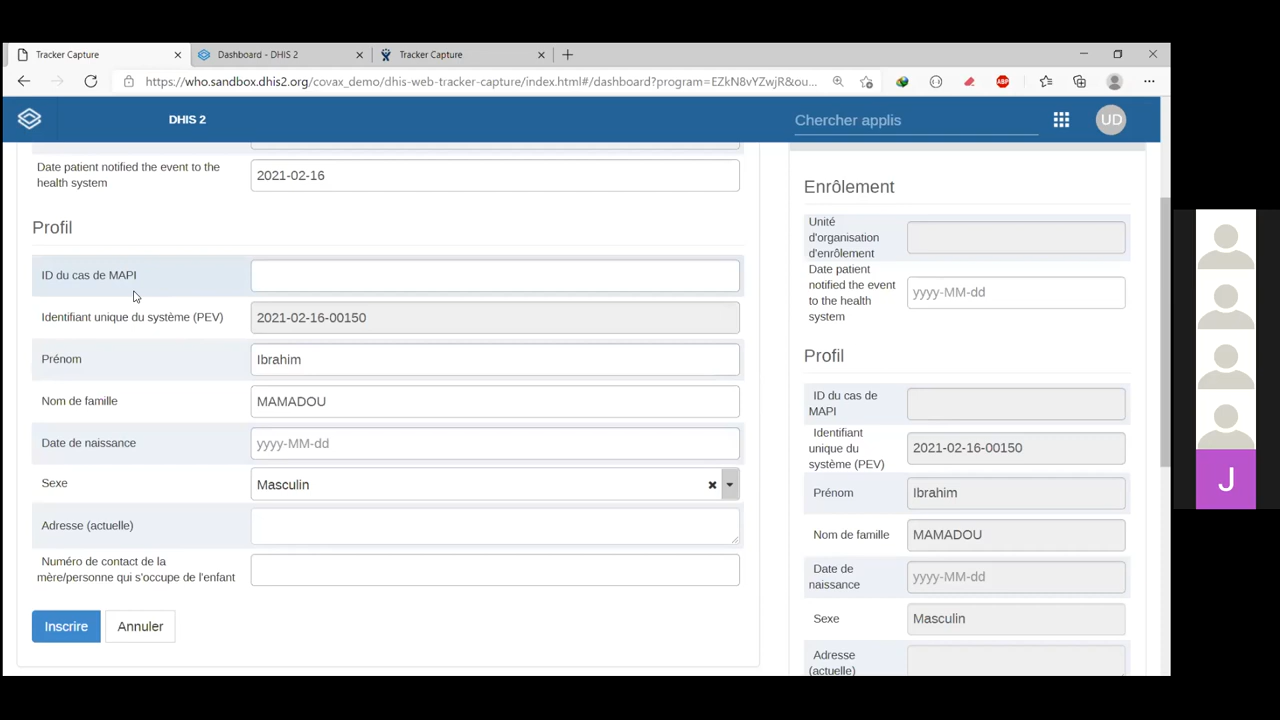 Tracker Capture
Dashboard - DHIS 2
Tracker Capture
https://who.sandbox.dhis2.org/covax_demo/dhis-web-tracker-capture/index.html#/dashboard?program=EZkN8vYZwjR&ou...
ABP
DHIS 2
Chercher applis
UD
Date patient notified the event to the
health system
2021-02-16
Profil
ID du cas de MAPI
Identifiant unique du système (PEV)
2021-02-16-00150
Prénom
Ibrahim
Nom de famille
MAMADOU
Date de naissance
yyyy-MM-dd
Sexe
Masculin
Adresse (actuelle)
Numéro de contact de la
mère/personne qui s'occupe de l'enfant
Inscrire
Annuler
Enrôlement
Unité
d'organisation
d'enrôlement
Date patient
notified the event
to the health
system
yyyy-MM-dd
Profil
ID du cas de
MAPI
Identifiant
unique du
système (PEV)
2021-02-16-00150
Prénom
Ibrahim
Nom de famille
MAMADOU
Date de
naissance
yyyy-MM-dd
Sexe
Masculin
Adresse
(actuelle)
J